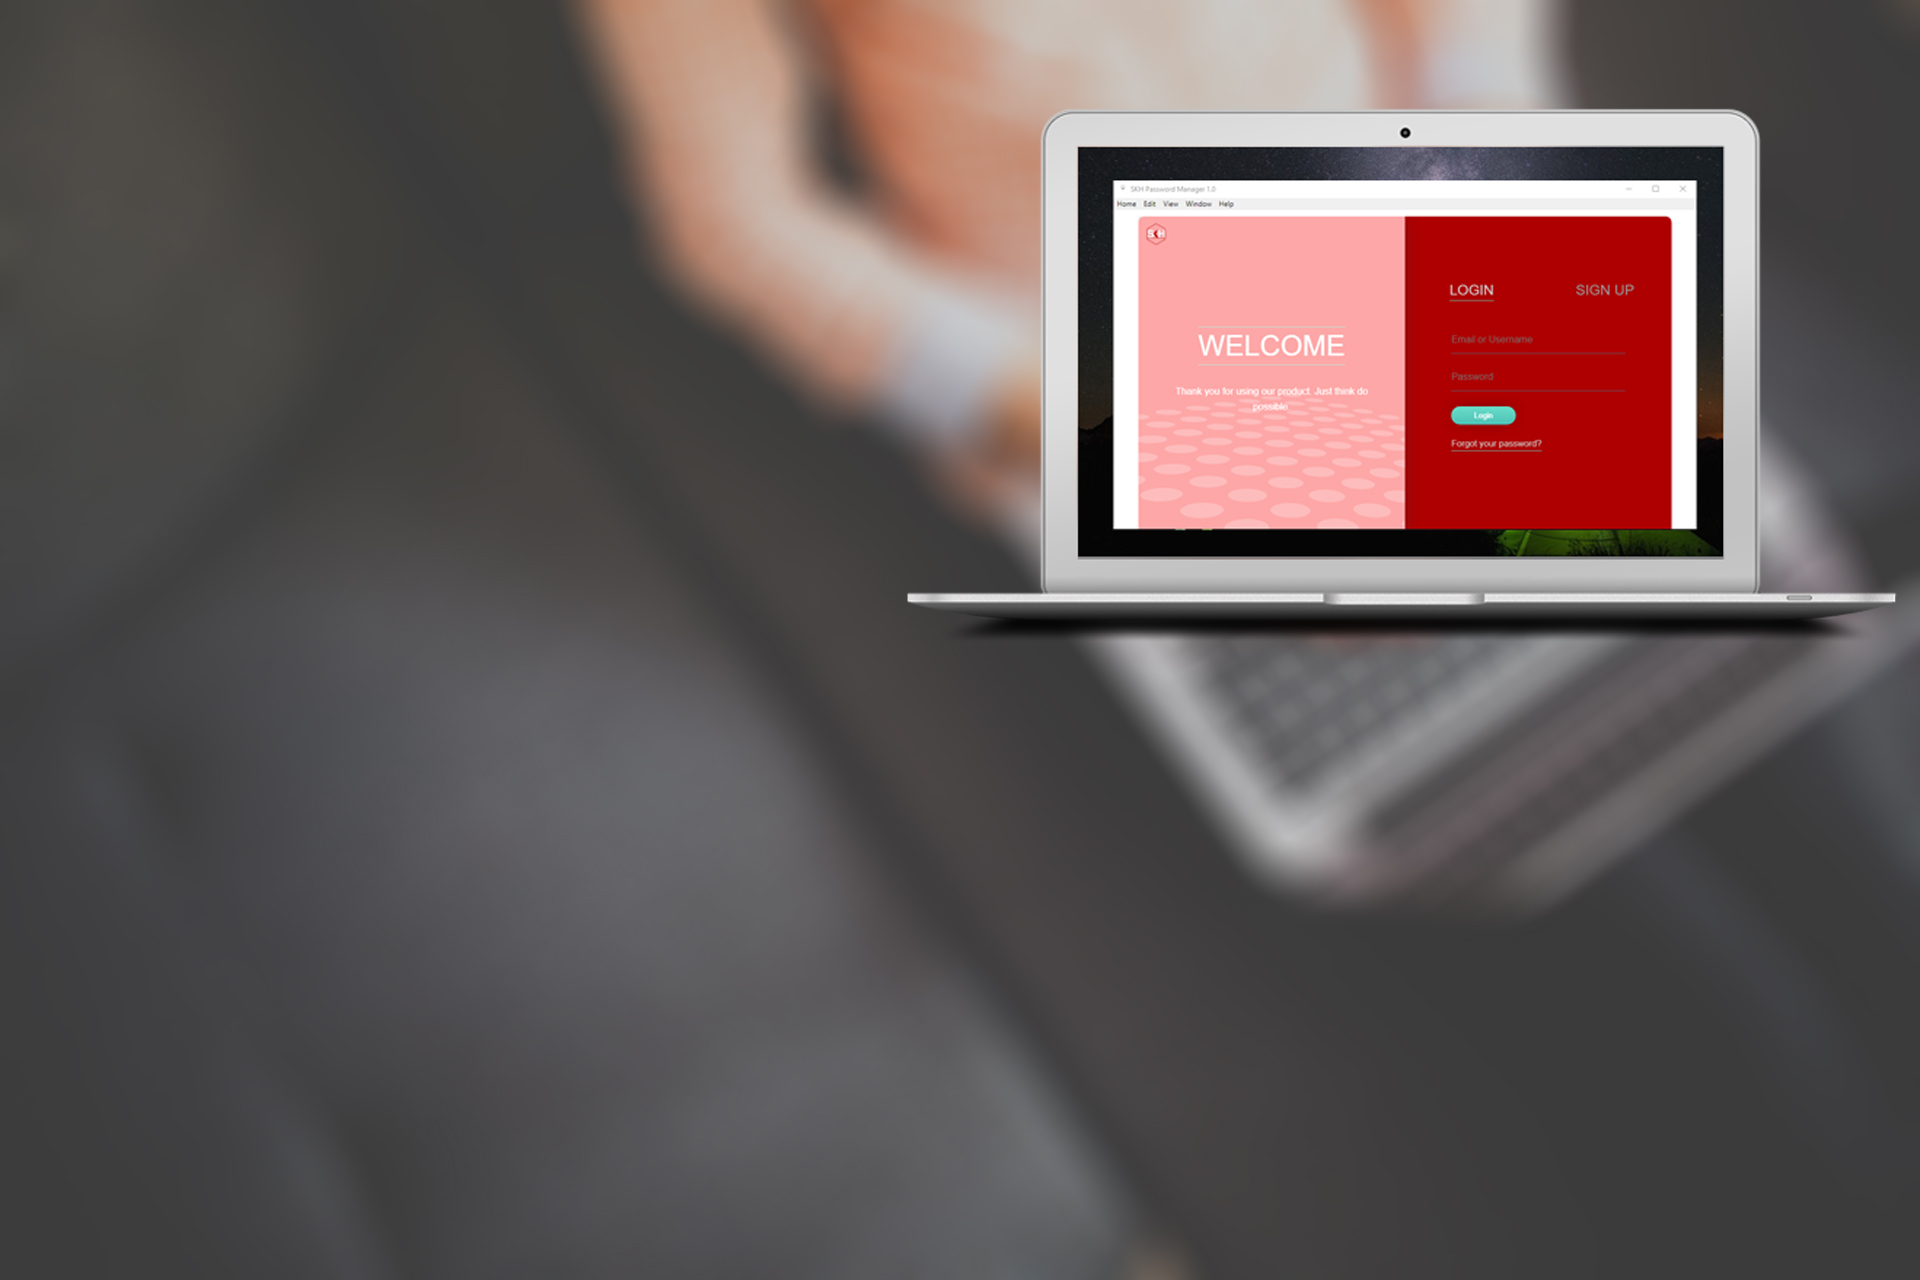 SKH Password Manager 1.0
Home Edit View Window Help
SKH
WELCOME
Thank you for using our product. Just think do
possible
LOGIN SIGN UP
Email or Username
Password
Login
Forgot your password?